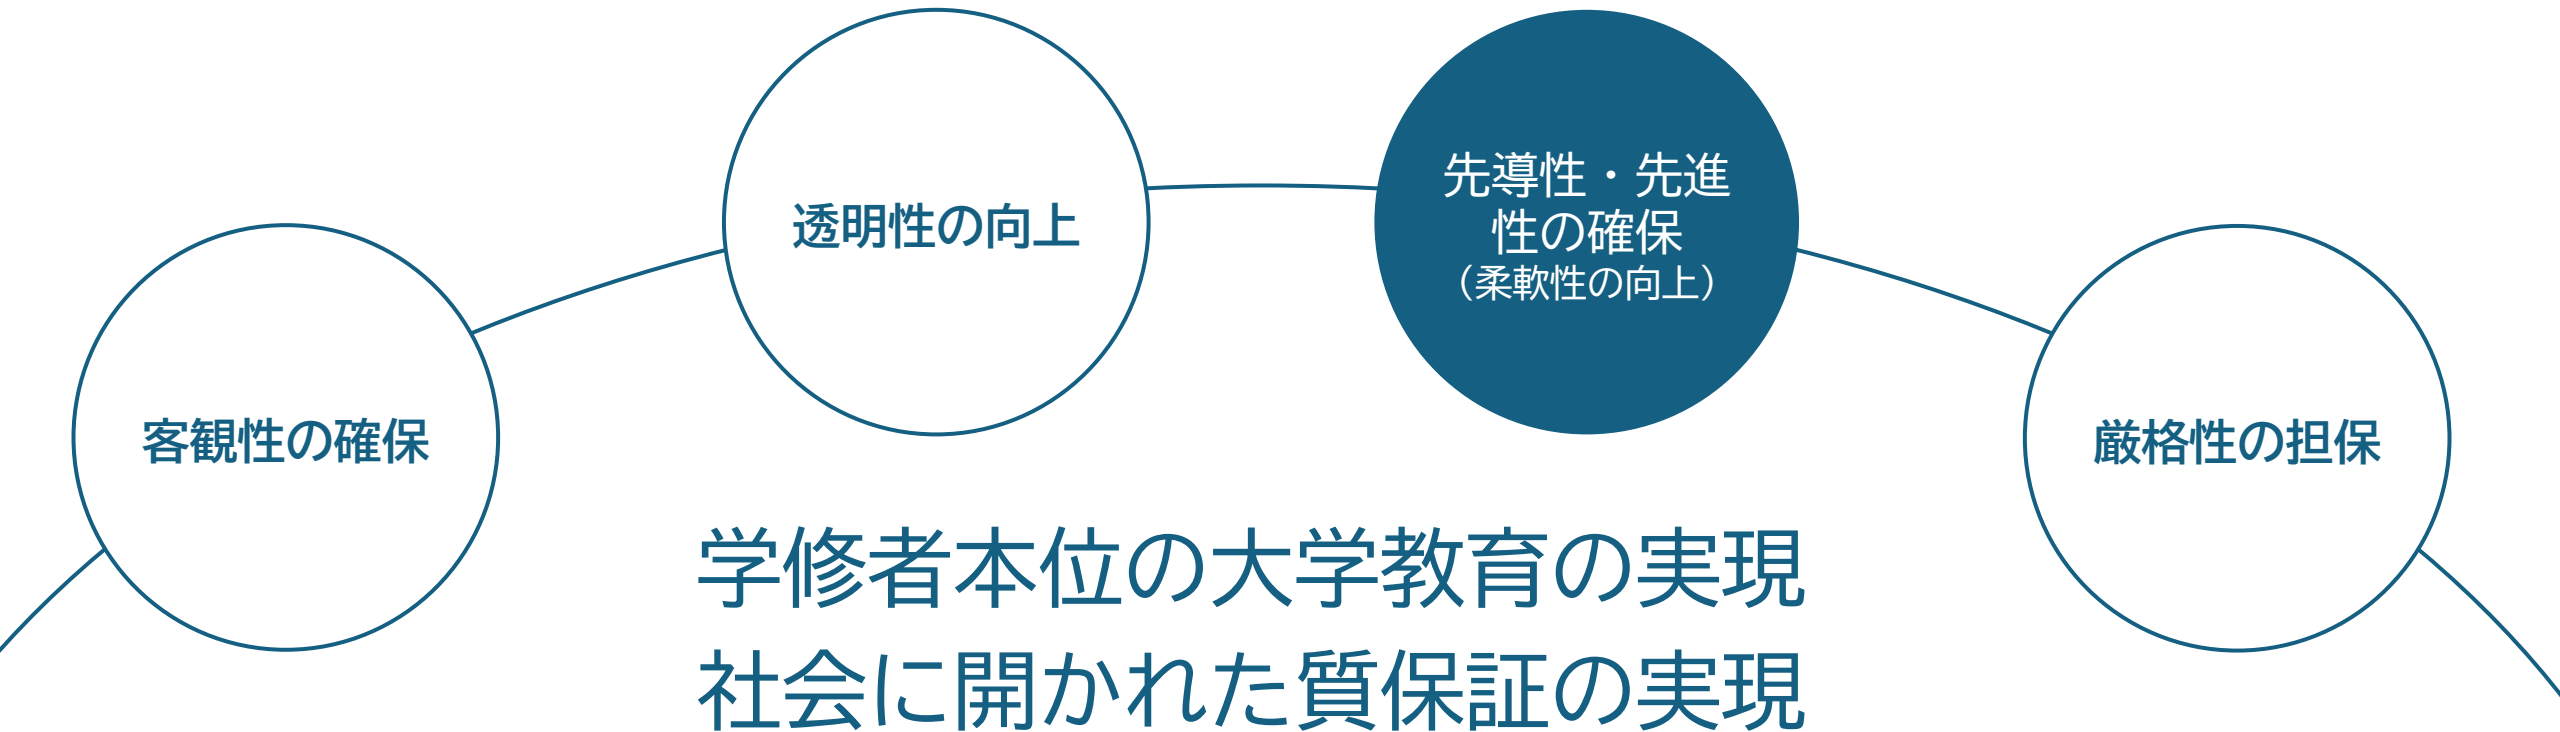 客観性の確保
透明性の向上
先導性・先進
性の確保
（柔軟性の向上）
厳格性の担保
学修者本位の大学教育の実現
社会に開かれた質保証の実現